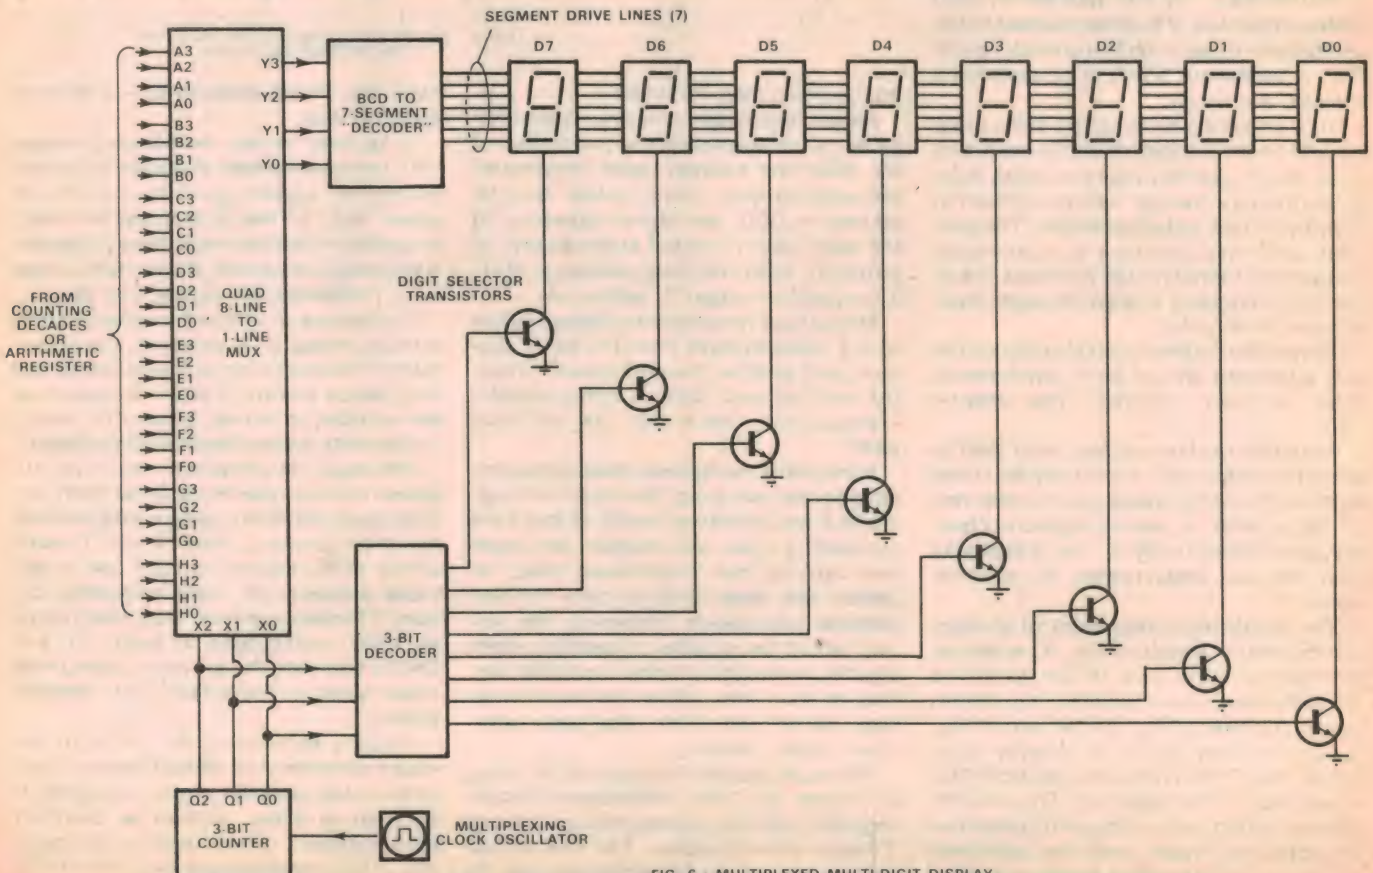 SEGMENT DRIVE LINES (7)
D7
D6
D5
D4
D3
D2
D1
D0
A3
A2
A1
A0
B3
B2
B1
B0
C3
C2
C1
C0
D3
D2
D1
D0
E3
E2
E1
E0
F3
F2
F1
F0
G3
G2
G1
G0
H3
H2
H1
H0
Y3
Y2
Y1
Y0
BCD TO
7-SEGMENT
"DECODER"
FROM
COUNTING
DECADES
OR
ARITHMETIC
REGISTER
QUAD
8-LINE
TO
1-LINE
MUX
DIGIT SELECTOR
TRANSISTORS
X2 X1 X0
3-BIT
DECODER
Q2 Q1 Q0
3-BIT
COUNTER
MULTIPLEXING
CLOCK OSCILLATOR
FIG. 6 : MULTIPLEXED MULTI-DIGIT DISPLAY